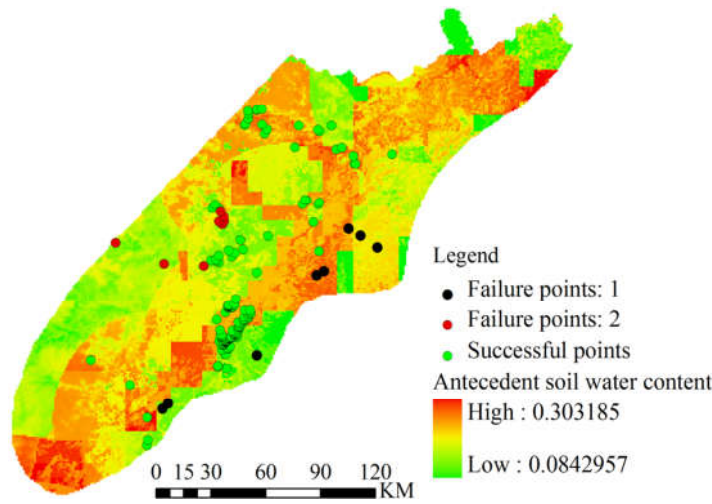 Legend
Failure points: 1
Failure points: 2
Successful points
Antecedent soil water content
High : 0.303185
Low : 0.0842957
0 15 30 60 90 120
KM